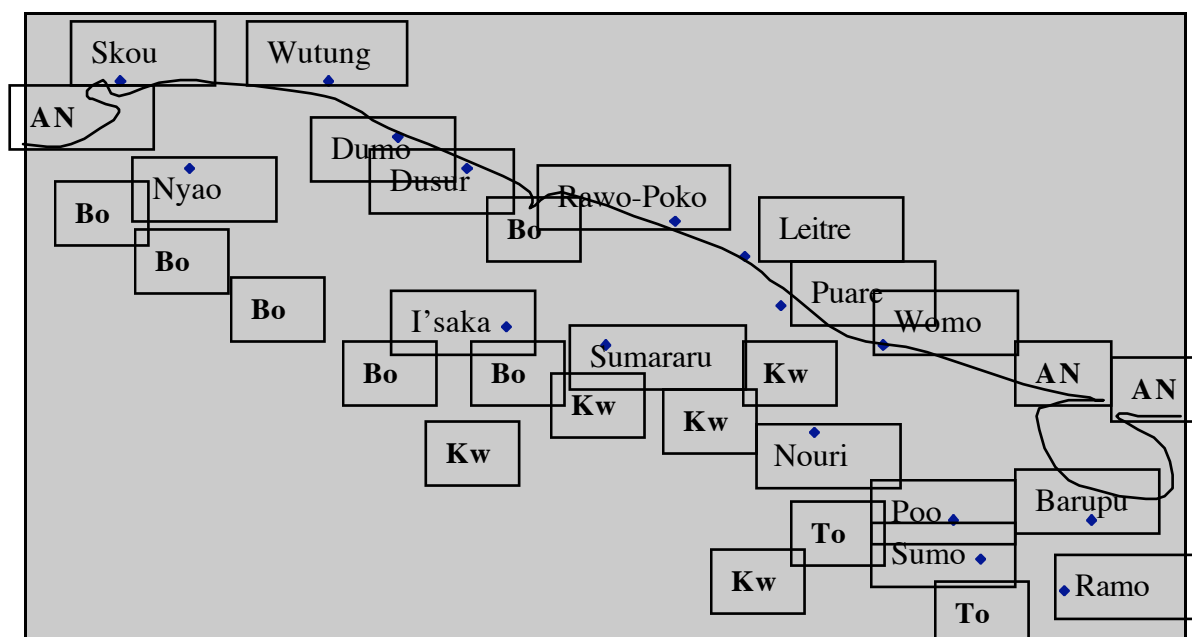 Skou
Wutung
AN
Dumo
Dusur
Nyao
Rawo-Poko
Bo
Bo
Leitre
Bo
Bo
Puare
I'saka
Womo
Sumararu
Bo
Bo
Kw
AN
AN
Kw
Kw
Kw
Nouri
Barupu
Poo
To
Sumo
Kw
Ramo
To